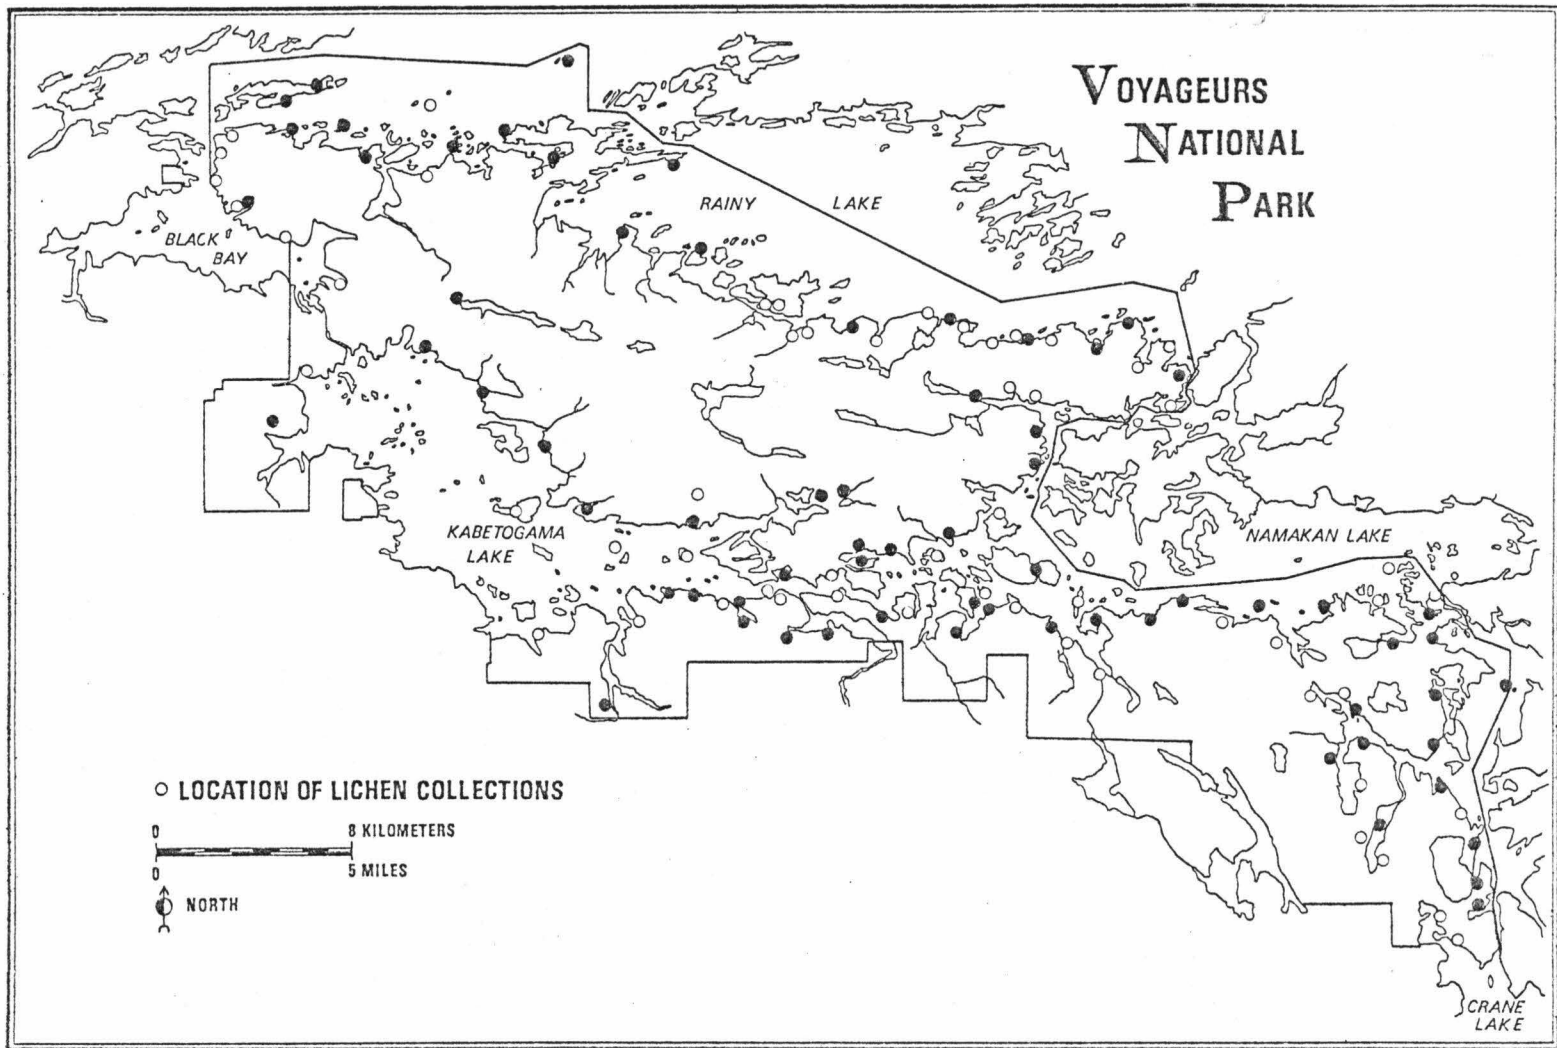 VOYAGEURS
NATIONAL
PARK
RAINY LAKE
BLACK
BAY
KABETOGAMA
LAKE
NAMAKAN LAKE
LOCATION OF LICHEN COLLECTIONS
0 8 KILOMETERS
0 5 MILES
NORTH
CRANE
LAKE